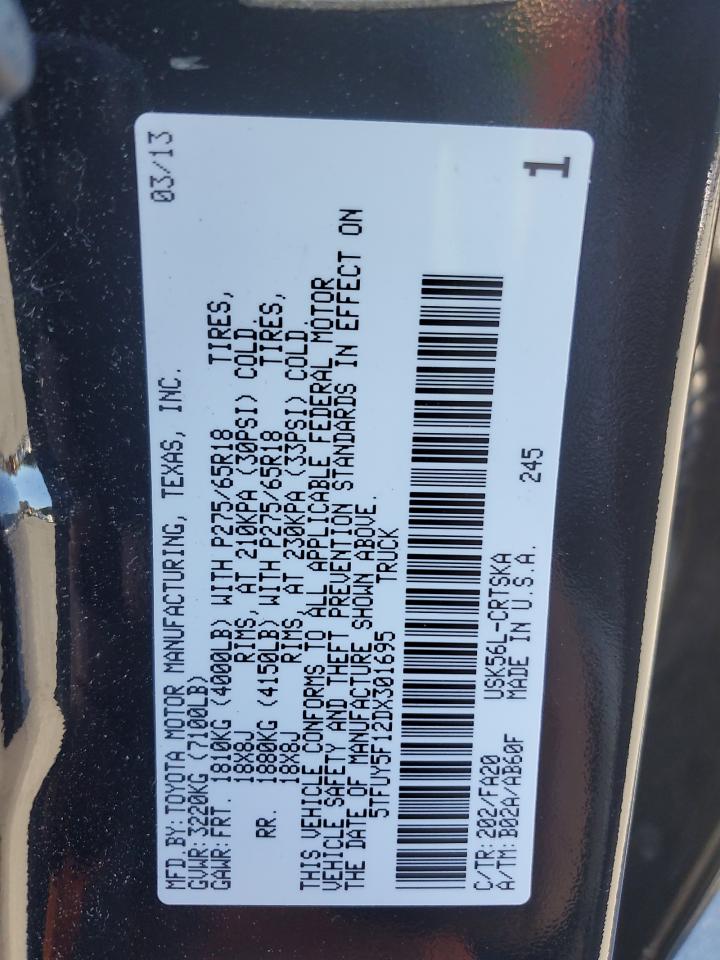 MFD.BY:TOYOTA MOTOR MANUFACTURING, TEXAS, INC. 03/13
GVWR:3220KG (7100LB)
GAWR:FRT. 1810KG (4000LB) WITH P275/65R18 TIRES,
18X8J RIMS, AT 210KPA (30PSI) COLD.
RR. 1880KG (4150LB) WITH P275/65R18 TIRES,
18X8J RIMS, AT 230KPA (33PSI) COLD.
THIS VEHICLE CONFORMS TO ALL APPLICABLE FEDERAL MOTOR
VEHICLE SAFETY AND THEFT PREVENTION STANDARDS IN EFFECT ON
THE DATE OF MANUFACTURE SHOWN ABOVE.
5TFUY5F12DX301695 TRUCK
C/TR:202/FA20 USK56L-CRTSKA
A/TM:B02A/AB60F MADE IN U.S.A. 245
1